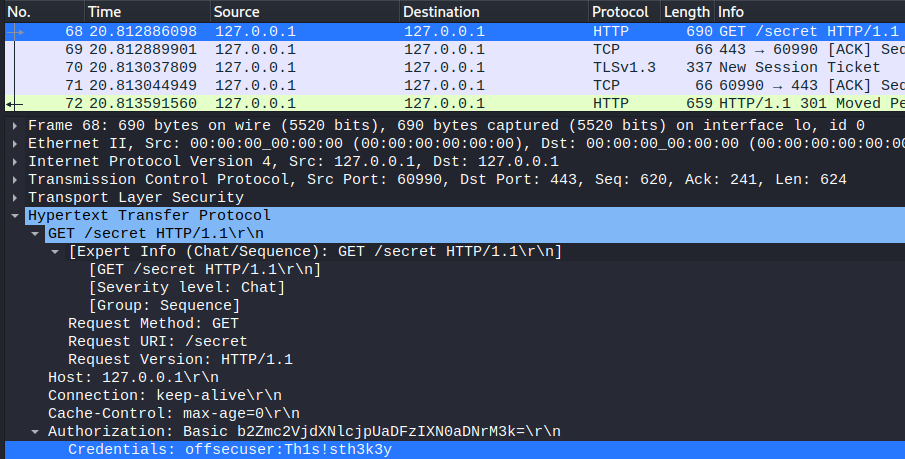 No. Time Source Destination Protocol Length Info
68 20.812886098 127.0.0.1 127.0.0.1 HTTP 690 GET /secret HTTP/1.1
69 20.812889901 127.0.0.1 127.0.0.1 TCP 66 443 → 60990 [ACK] Seq
70 20.813037809 127.0.0.1 127.0.0.1 TLSv1.3 337 New Session Ticket
71 20.813044949 127.0.0.1 127.0.0.1 TCP 66 60990 → 443 [ACK] Se
72 20.813591560 127.0.0.1 127.0.0.1 HTTP 659 HTTP/1.1 301 Moved Pe
Frame 68: 690 bytes on wire (5520 bits), 690 bytes captured (5520 bits) on interface lo, id 0
Ethernet II, Src: 00:00:00_00:00:00 (00:00:00:00:00:00), Dst: 00:00:00_00:00:00 (00:00:00:00:00:00
Internet Protocol Version 4, Src: 127.0.0.1, Dst: 127.0.0.1
Transmission Control Protocol, Src Port: 60990, Dst Port: 443, Seq: 620, Ack: 241, Len: 624
Transport Layer Security
Hypertext Transfer Protocol
GET /secret HTTP/1.1\r\n
[Expert Info (Chat/Sequence): GET /secret HTTP/1.1\r\n]
[GET /secret HTTP/1.1\r\n]
[Severity level: Chat]
[Group: Sequence]
Request Method: GET
Request URI: /secret
Request Version: HTTP/1.1
Host: 127.0.0.1\r\n
Connection: keep-alive\r\n
Cache-Control: max-age=0\r\n
Authorization: Basic b2Zmc2VjdXNlcjpUaDFzIXN0aDNrM3k=\r\n
Credentials: offsecuser:Th1s!sth3k3y